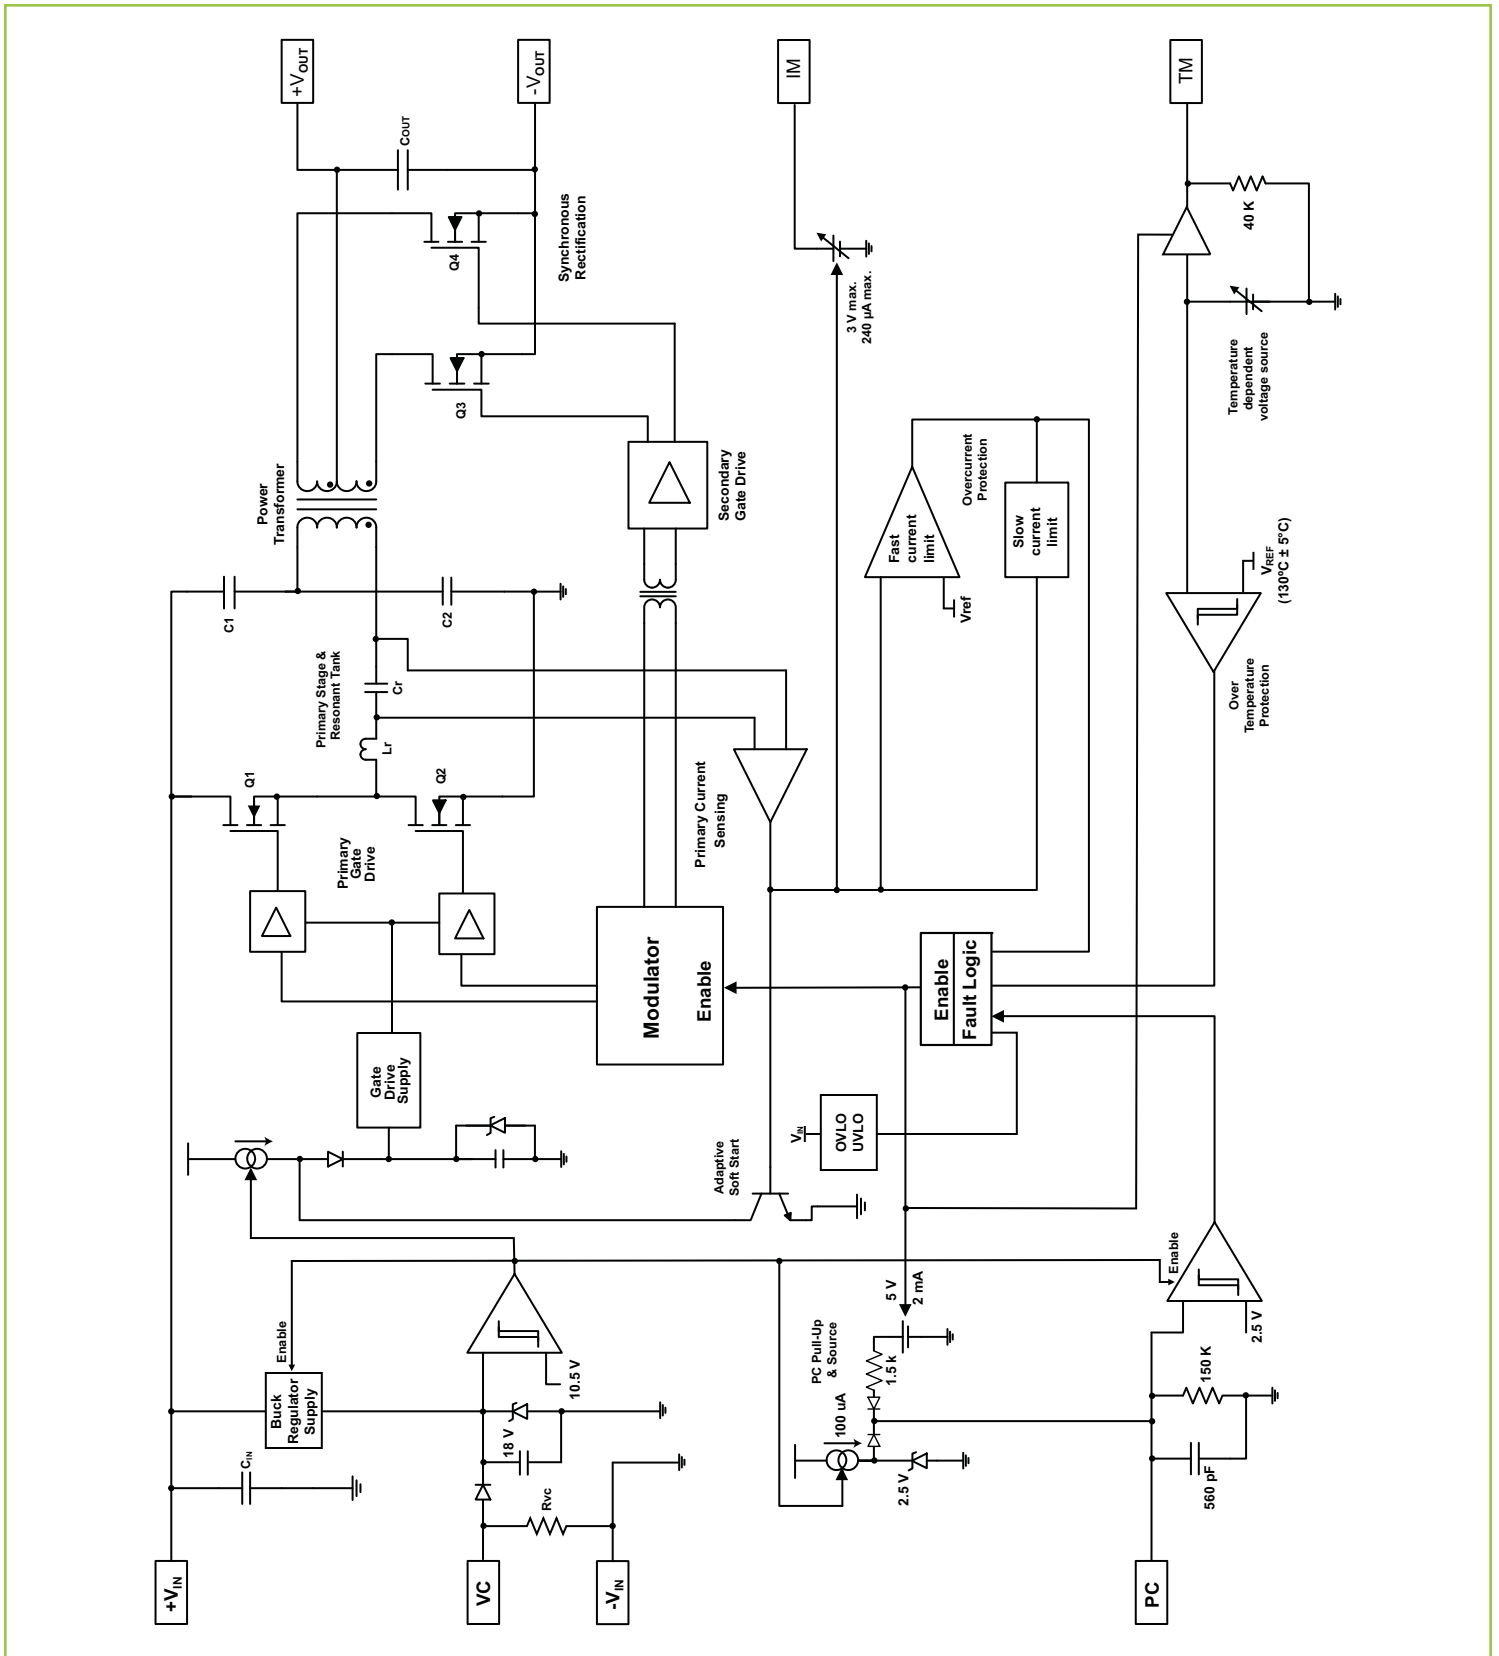 +VOUT
-VOUT
IM
TM
COUT
Synchronous
Rectification
Q4
Q3
40 K
3 V max.
240 µA max.
Temperature
dependent
voltage source
Power
Transformer
Secondary
Gate Drive
Overcurrent
Protection
Fast
current
limit
Slow
current
limit
Vref
VREF
(130°C ± 5°C)
Over
Temperature
Protection
C1
C2
Primary Stage &
Resonant Tank
Cr
Lr
Q1
Q2
Primary
Gate
Drive
Primary Current
Sensing
Modulator
Enable
Enable
Fault Logic
Gate
Drive
Supply
VIN
OVLO
UVLO
Adaptive
Soft Start
Enable
Enable
5 V
2 mA
Buck
Regulator
Supply
10.5 V
18 V
CIN
Rvc
PC Pull-Up
& Source
100 uA
1.5 k
2.5 V
2.5 V
150 K
560 pF
+VIN
VC
-VIN
PC